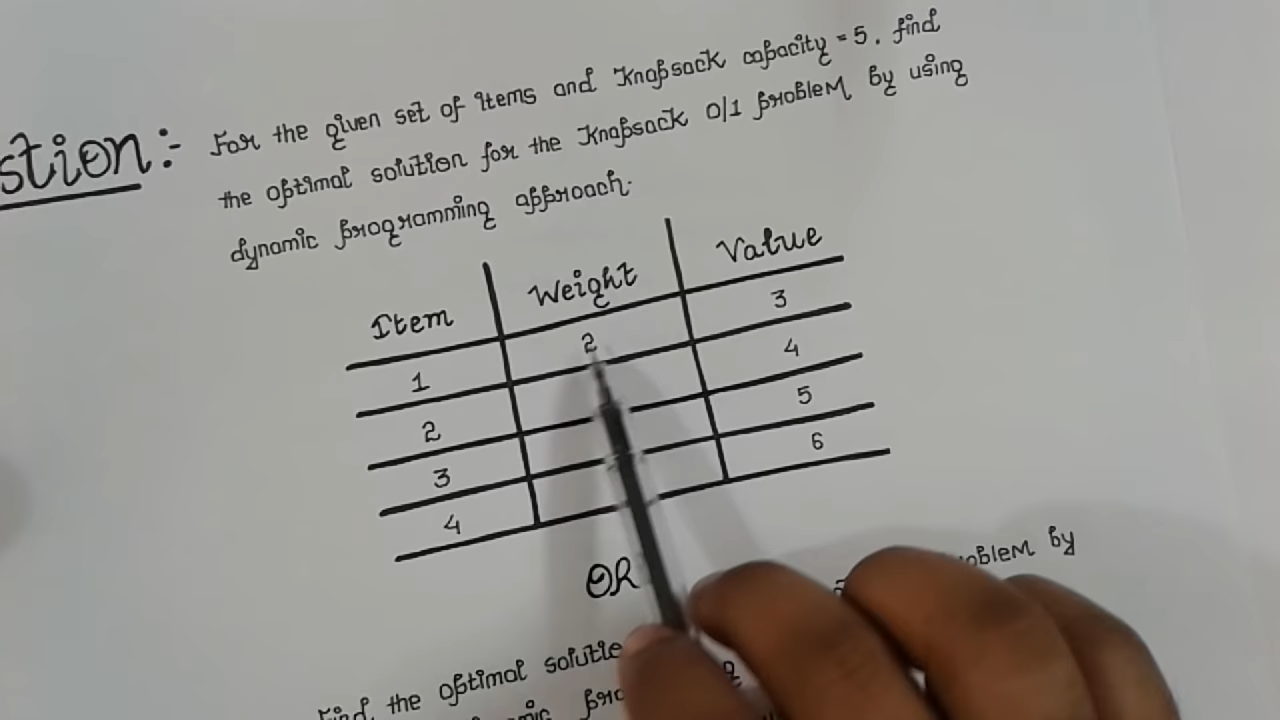 stion:-
For the given set of items and Knapsack capacity = 5. find
the optimal solution for the Knapsack 0/1 problem by using
dynamic programming approach.
Item Weight Value
1 2 3
2 4
3 5
4 6
OR
problem by
Find the optimal solutio